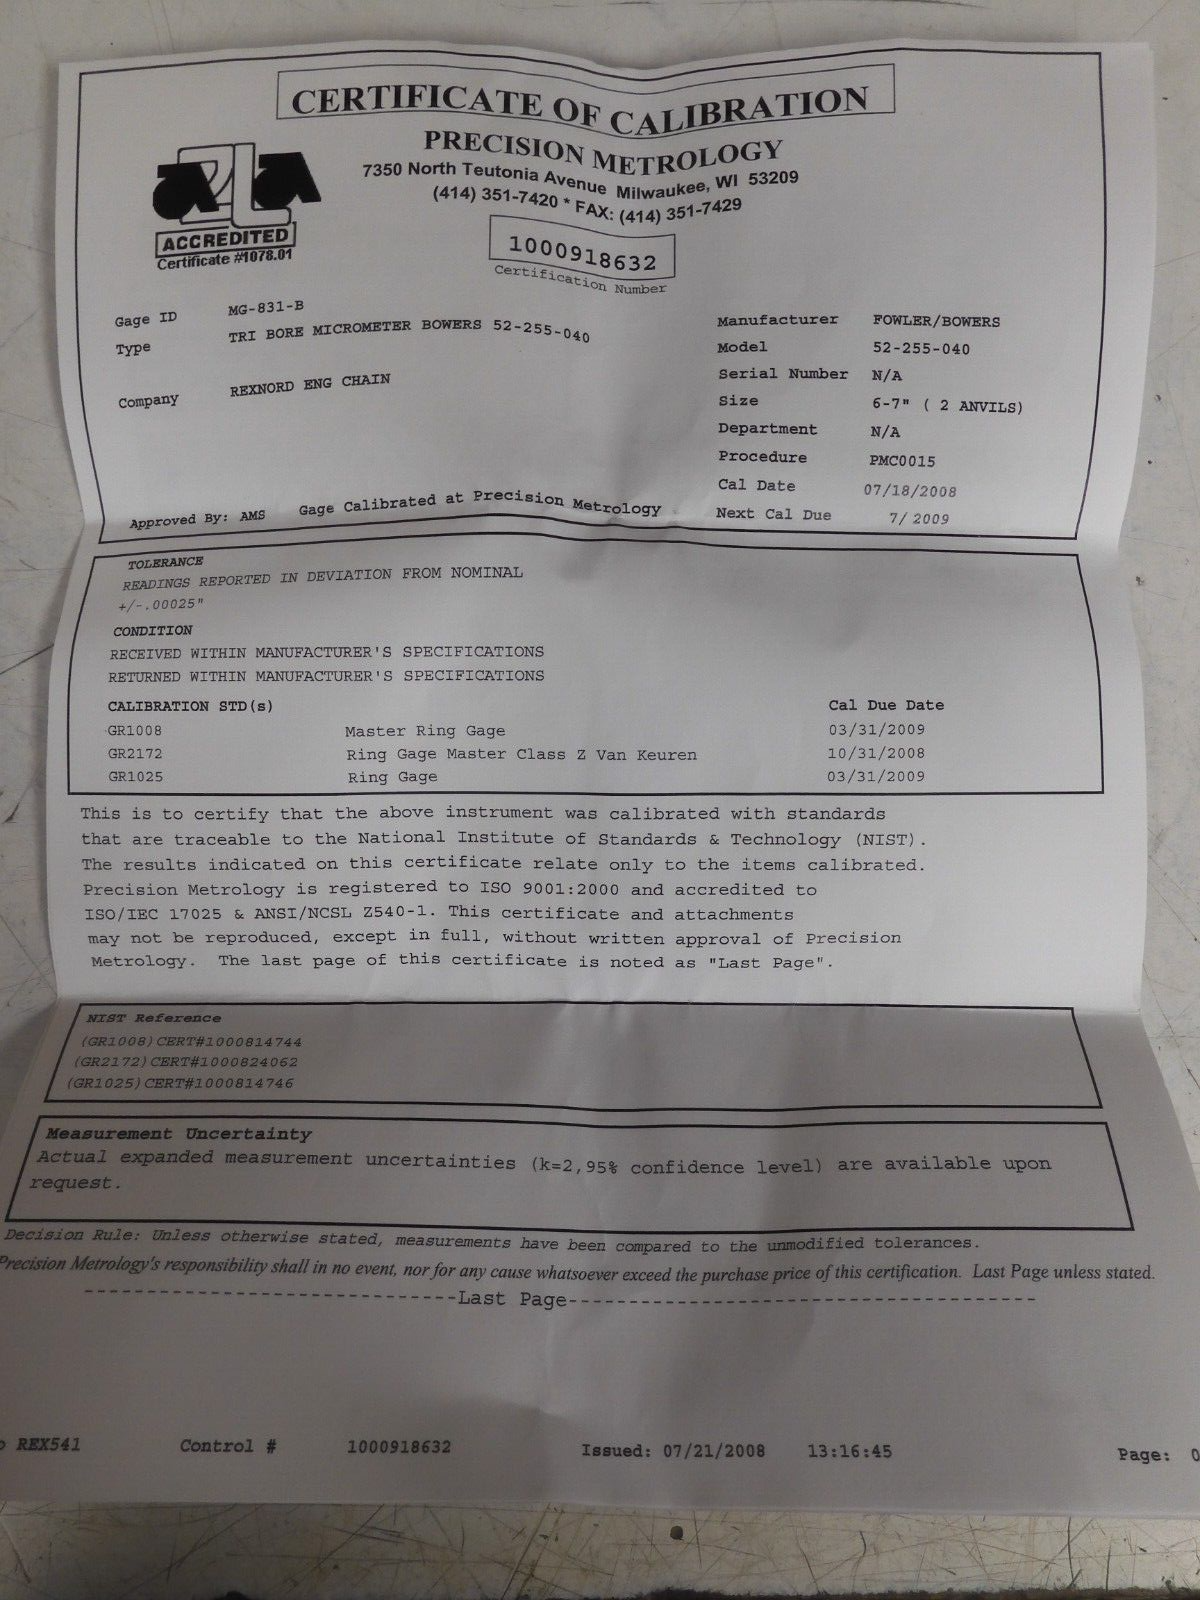 CERTIFICATE OF CALIBRATION
PRECISION METROLOGY
7350 North Teutonia Avenue Milwaukee, WI 53209
(414) 351-7420 * FAX: (414) 351-7429
A2LA
ACCREDITED
Certificate #1078.01
1000918632
Certification Number
Gage ID MG-831-B
Type TRI BORE MICROMETER BOWERS 52-255-040
Company REXNORD ENG CHAIN
Manufacturer FOWLER/BOWERS
Model 52-255-040
Serial Number N/A
Size 6-7" ( 2 ANVILS)
Department N/A
Procedure PMC0015
Cal Date 07/18/2008
Next Cal Due 7/ 2009
Approved By: AMS Gage Calibrated at Precision Metrology
TOLERANCE
READINGS REPORTED IN DEVIATION FROM NOMINAL
+/-.00025"
CONDITION
RECEIVED WITHIN MANUFACTURER'S SPECIFICATIONS
RETURNED WITHIN MANUFACTURER'S SPECIFICATIONS
CALIBRATION STD(s) Cal Due Date
GR1008 Master Ring Gage 03/31/2009
GR2172 Ring Gage Master Class Z Van Keuren 10/31/2008
GR1025 Ring Gage 03/31/2009
This is to certify that the above instrument was calibrated with standards
that are traceable to the National Institute of Standards & Technology (NIST).
The results indicated on this certificate relate only to the items calibrated.
Precision Metrology is registered to ISO 9001:2000 and accredited to
ISO/IEC 17025 & ANSI/NCSL Z540-1. This certificate and attachments
may not be reproduced, except in full, without written approval of Precision
Metrology. The last page of this certificate is noted as "Last Page".
NIST Reference
(GR1008)CERT#1000814744
(GR2172)CERT#1000824062
(GR1025)CERT#1000814746
Measurement Uncertainty
Actual expanded measurement uncertainties (k=2,95% confidence level) are available upon
request.
Decision Rule: Unless otherwise stated, measurements have been compared to the unmodified tolerances.
Precision Metrology's responsibility shall in no event, nor for any cause whatsoever exceed the purchase price of this certification. Last Page unless stated.
-------------------------------Last Page---------------------------------------
REX541 Control # 1000918632 Issued: 07/21/2008 13:16:45 Page: 0